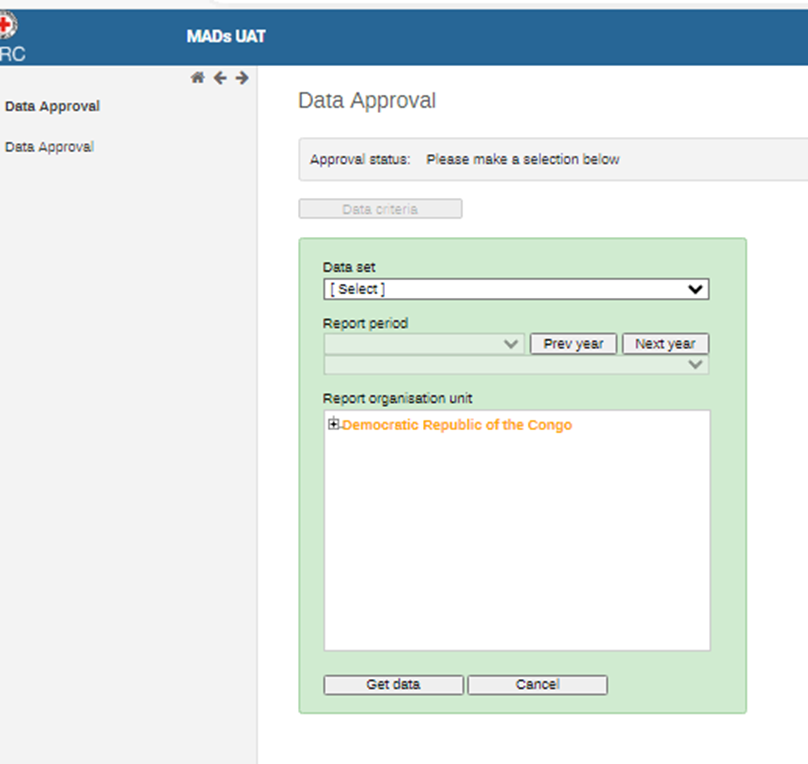 RC
MADs UAT
Data Approval
Data Approval
Data Approval
Approval status: Please make a selection below
Data criteria
Data set
[ Select ]
Report period
Prev year Next year
Report organisation unit
Democratic Republic of the Congo
Get data Cancel